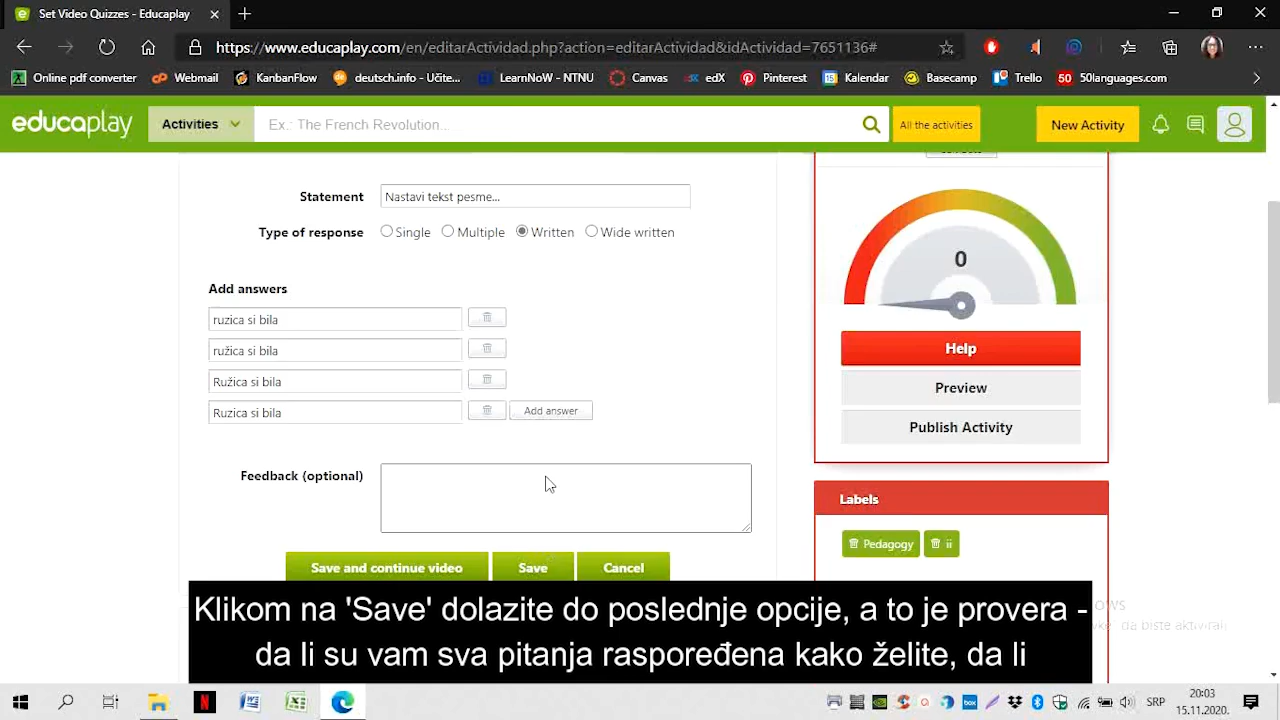 Set Video Quizzes - Educaplay
https://www.educaplay.com/en/editarActividad.php?action=editarActividad&idActividad=7651136#
Online pdf converter Webmail KanbanFlow deutsch.info - Učite... LearnNoW - NTNU Canvas edX Pinterest Kalendar Basecamp Trello 50languages.com
educaplay Activities Ex.: The French Revolution... All the activities New Activity
Statement Nastavi tekst pesme...
Type of response Single Multiple Written Wide written
0
Add answers
ruzica si bila
Help
ružica si bila
Ružica si bila
Preview
Ruzica si bila Add answer
Publish Activity
Feedback (optional)
Labels
Pedagogy ii
Save and continue video Save Cancel
Klikom na 'Save' dolazite do poslednje opcije, a to je provera -
da li su vam sva pitanja raspoređena kako želite, da li
da biste aktivirali
20:03
SRP
15.11.2020.